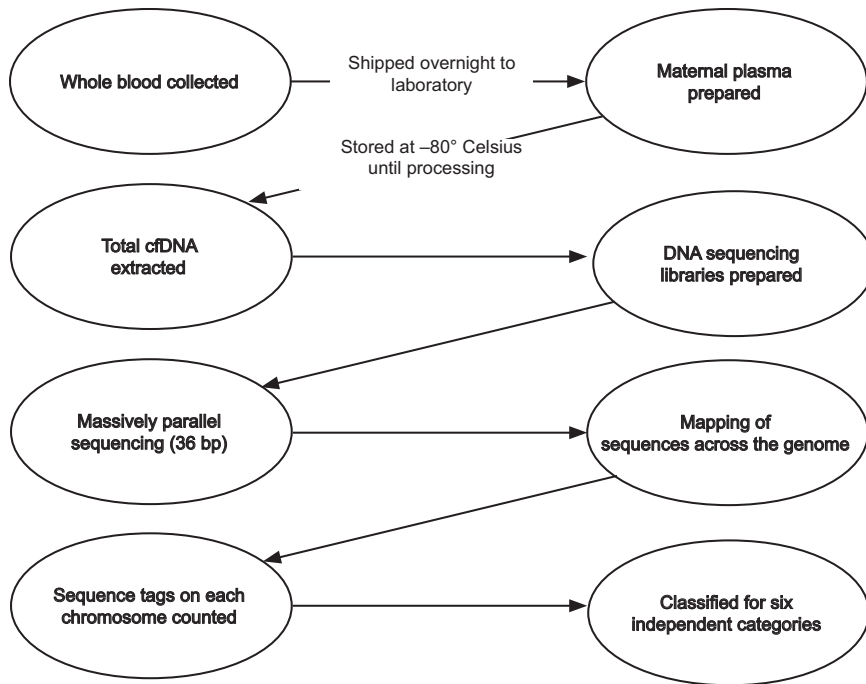 Whole blood collected
Shipped overnight to
laboratory
Maternal plasma
prepared
Stored at –80° Celsius
until processing
Total cfDNA
extracted
DNA sequencing
libraries prepared
Massively parallel
sequencing (36 bp)
Mapping of
sequences across the genome
Sequence tags on each
chromosome counted
Classified for six
independent categories